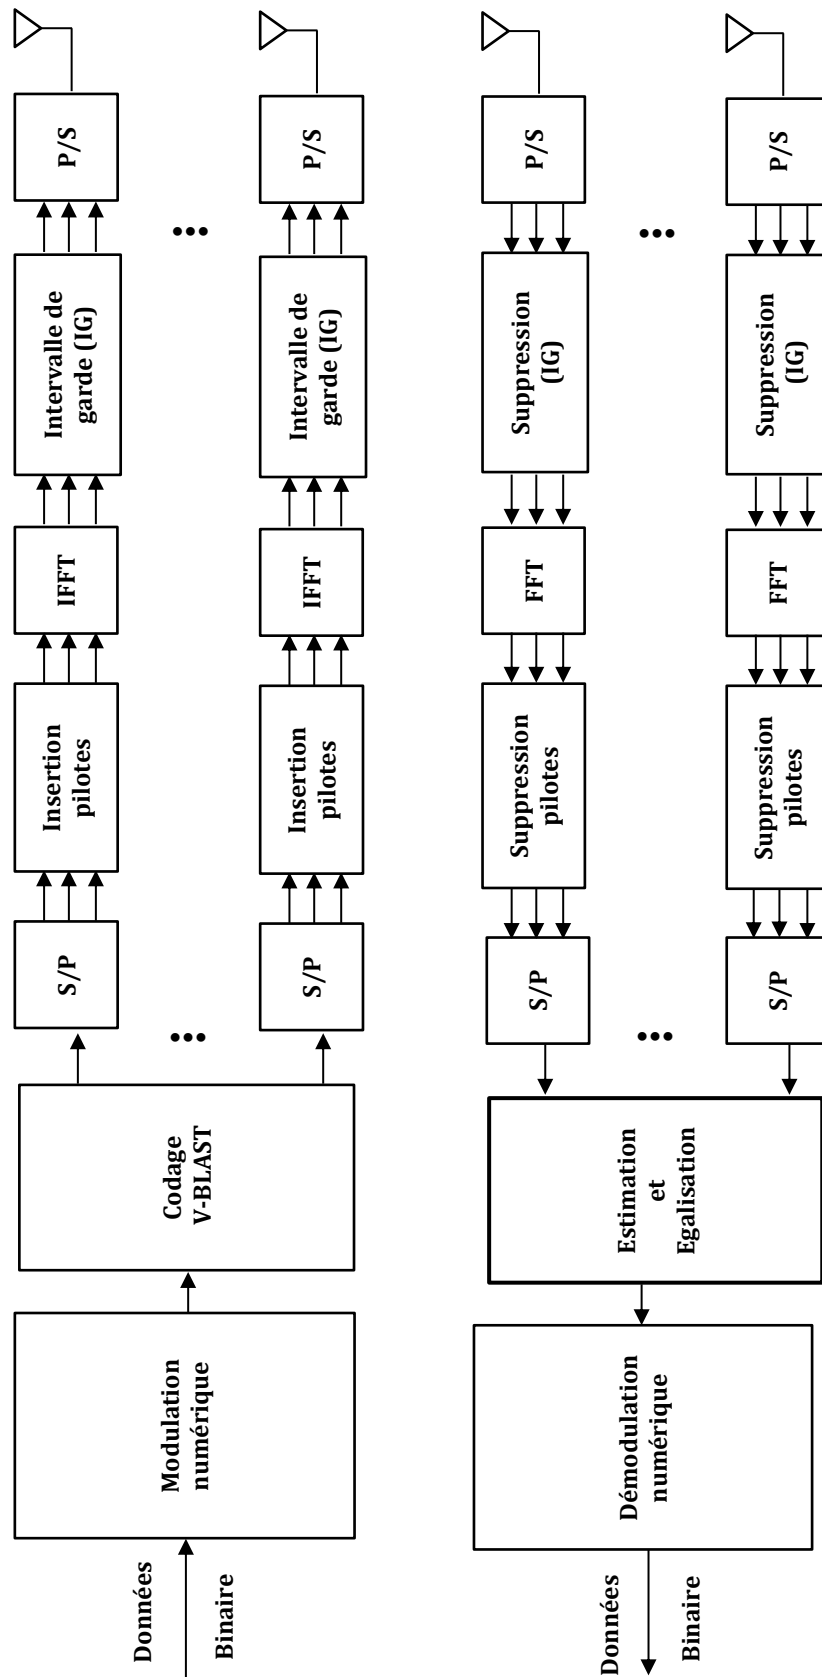 Données
Binaire
Modulation
numérique
Codage
V-BLAST
S/P
Insertion
pilotes
IFFT
Intervalle de
garde (IG)
P/S
•••
S/P
Insertion
pilotes
IFFT
Intervalle de
garde (IG)
P/S
•••
Données
Binaire
Démodulation
numérique
Estimation
et
Egalisation
S/P
Suppression
pilotes
FFT
Suppression
(IG)
P/S
•••
S/P
Suppression
pilotes
FFT
Suppression
(IG)
P/S
•••